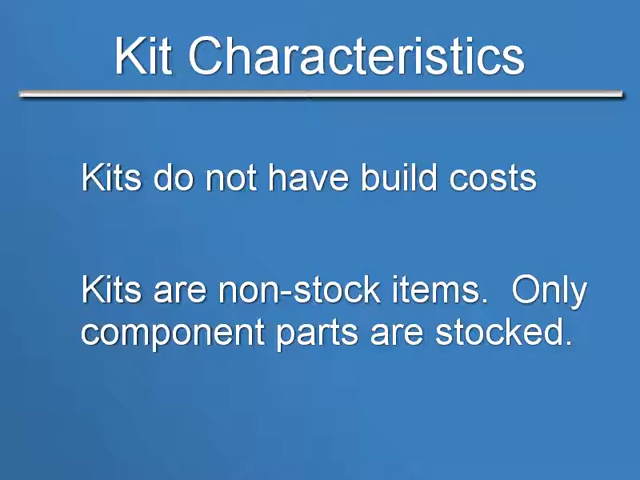 Kit Characteristics
Kits do not have build costs
Kits are non-stock items.  Only
component parts are stocked.